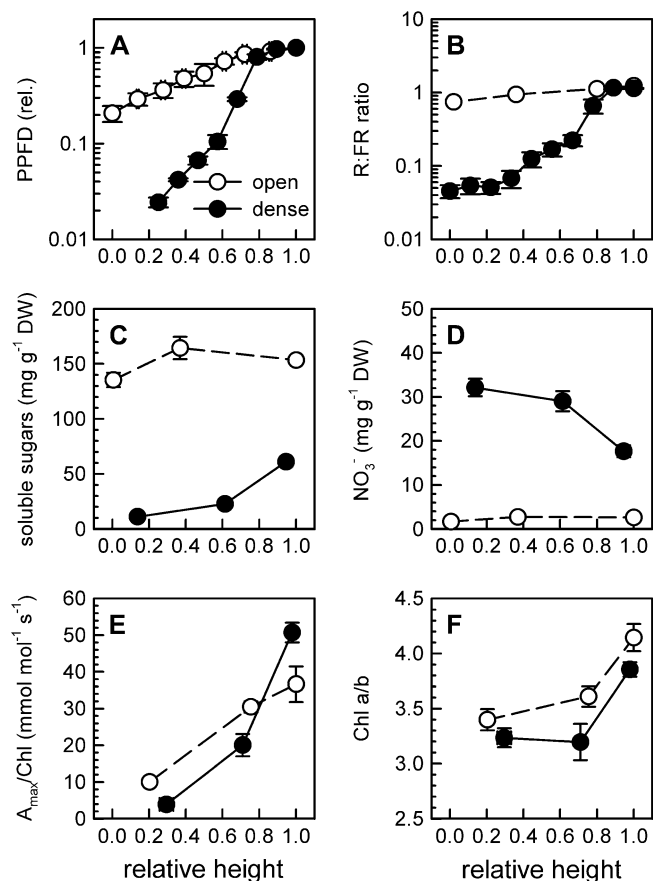 A
PPFD (rel.)
1
0.1
0.01
0.0 0.2 0.4 0.6 0.8 1.0
open
dense
B
R:FR ratio
10
1
0.1
0.01
0.0 0.2 0.4 0.6 0.8 1.0
C
soluble sugars (mg g⁻¹ DW)
200
150
100
50
0
0.0 0.2 0.4 0.6 0.8 1.0
D
NO₃⁻ (mg g⁻¹ DW)
50
40
30
20
10
0
0.0 0.2 0.4 0.6 0.8 1.0
E
Amax/Chl (mmol mol⁻¹ s⁻¹)
60
50
40
30
20
10
0
0.0 0.2 0.4 0.6 0.8 1.0
relative height
F
Chl a/b
4.5
4.0
3.5
3.0
2.5
0.0 0.2 0.4 0.6 0.8 1.0
relative height